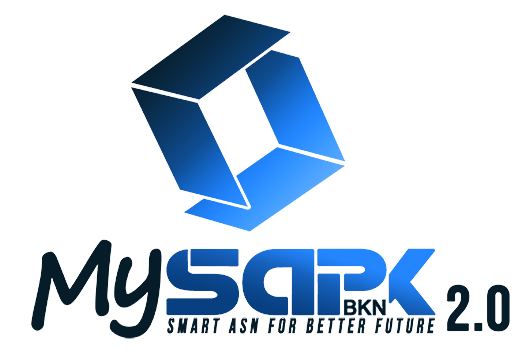 MySAPK BKN 2.0
SMART ASN FOR BETTER FUTURE